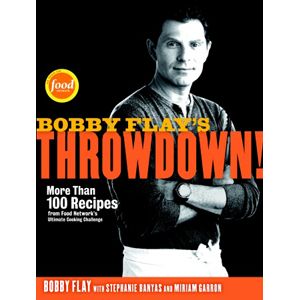 food
network
BOBBY FLAY'S
THROWDOWN!
More Than
100 Recipes
from Food Network's
Ultimate Cooking Challenge
BOBBY FLAY WITH STEPHANIE BANYAS AND MIRIAM GARRON